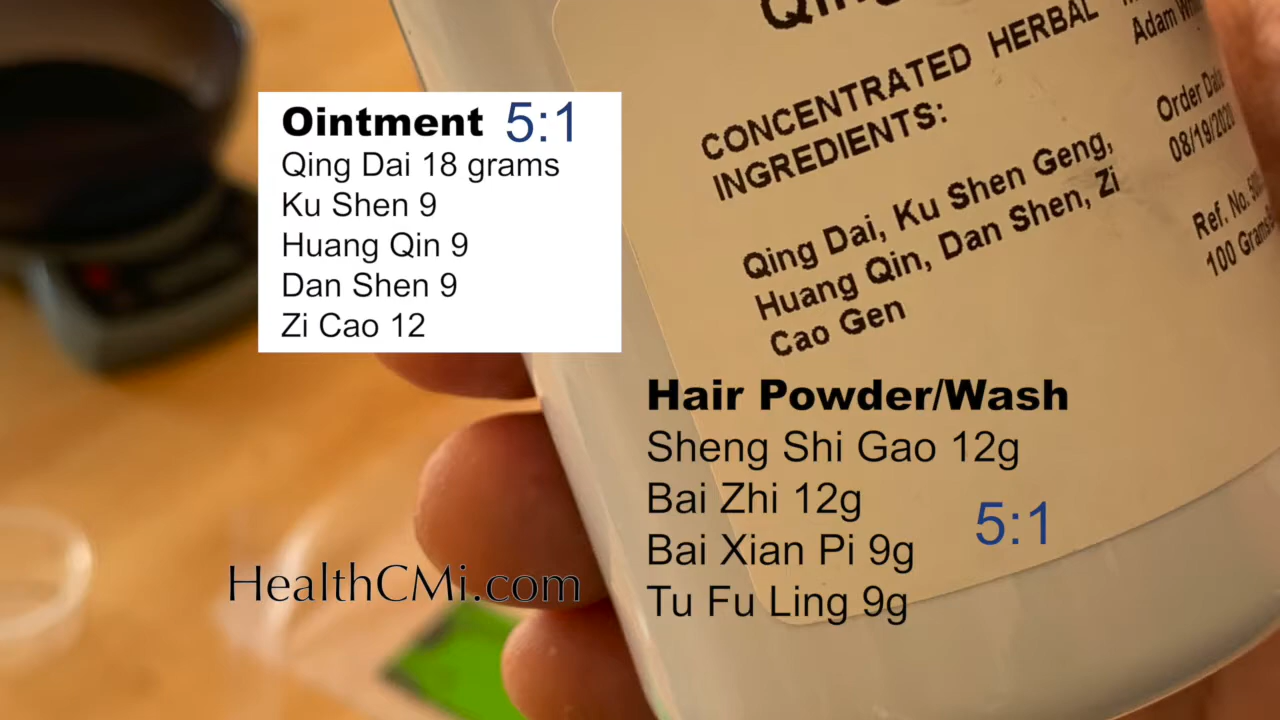 Ointment 5:1
Qing Dai 18 grams
Ku Shen 9
Huang Qin 9
Dan Shen 9
Zi Cao 12
CONCENTRATED HERBAL
INGREDIENTS:
Qing Dai, Ku Shen Geng,
Huang Qin, Dan Shen, Zi
Cao Gen
Adam
Order Date
08/19/2020
Ref. No.
100 Grams
Hair Powder/Wash
Sheng Shi Gao 12g
Bai Zhi 12g
Bai Xian Pi 9g
5:1
Tu Fu Ling 9g
HealthCMi.com